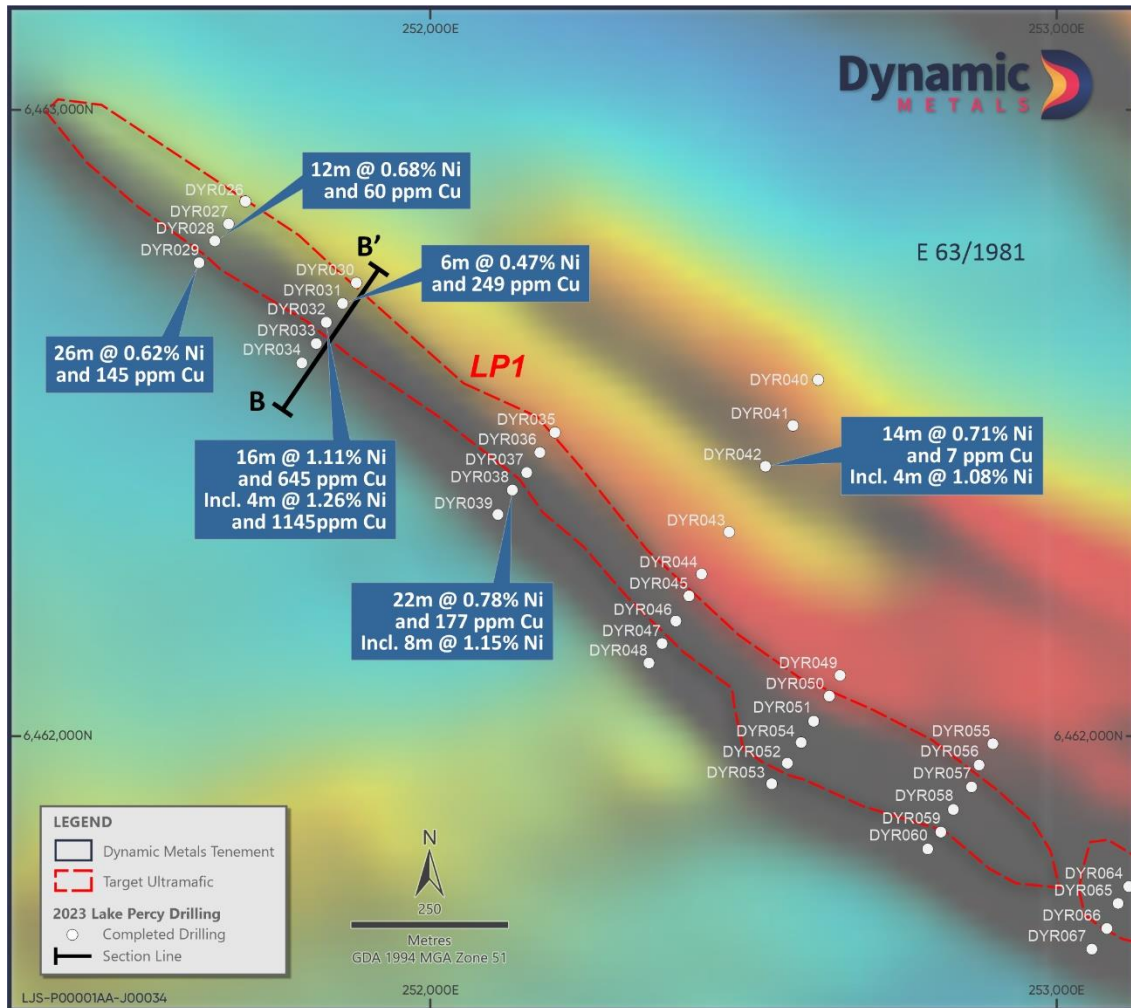 252,000E
253,000E
Dynamic
METALS
6,463,000N
12m @ 0.68% Ni
and 60 ppm Cu
DYR026
DYR027
DYR028
DYR029
E 63/1981
B'
6m @ 0.47% Ni
and 249 ppm Cu
DYR030
DYR031
DYR032
DYR033
DYR034
26m @ 0.62% Ni
and 145 ppm Cu
B
LP1
DYR040
DYR041
DYR042
14m @ 0.71% Ni
and 7 ppm Cu
Incl. 4m @ 1.08% Ni
DYR035
DYR036
DYR037
DYR038
DYR039
16m @ 1.11% Ni
and 645 ppm Cu
Incl. 4m @ 1.26% Ni
and 1145ppm Cu
DYR043
DYR044
DYR045
DYR046
DYR047
DYR048
22m @ 0.78% Ni
and 177 ppm Cu
Incl. 8m @ 1.15% Ni
DYR049
DYR050
DYR051
DYR054
DYR052
DYR053
6,462,000N
6,462,000N
DYR055
DYR056
DYR057
DYR058
DYR059
DYR060
DYR064
DYR065
DYR066
DYR067
LEGEND
Dynamic Metals Tenement
Target Ultramafic
2023 Lake Percy Drilling
Completed Drilling
Section Line
N
250
Metres
GDA 1994 MGA Zone 51
LJS-P00001AA-J00034
252,000E
253,000E